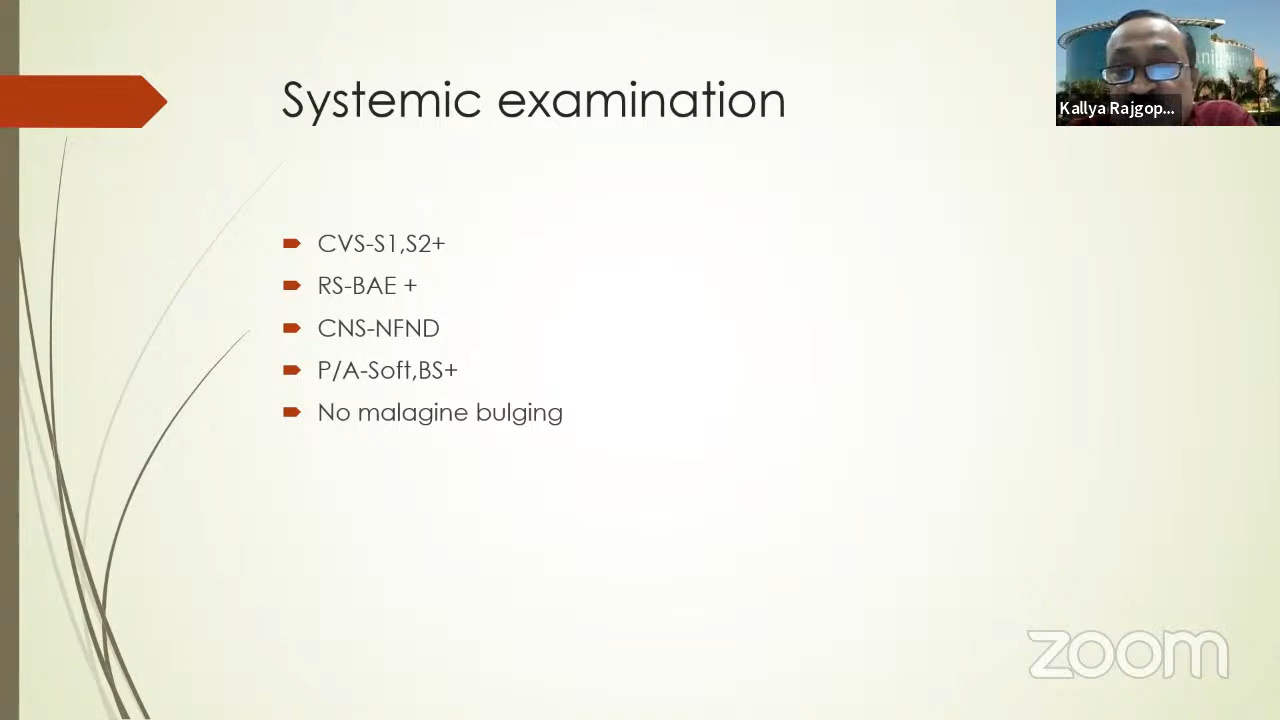 Systemic examination
Kallya Rajgop...
CVS-S1,S2+
RS-BAE +
CNS-NFND
P/A-Soft,BS+
No malagine bulging
zoom